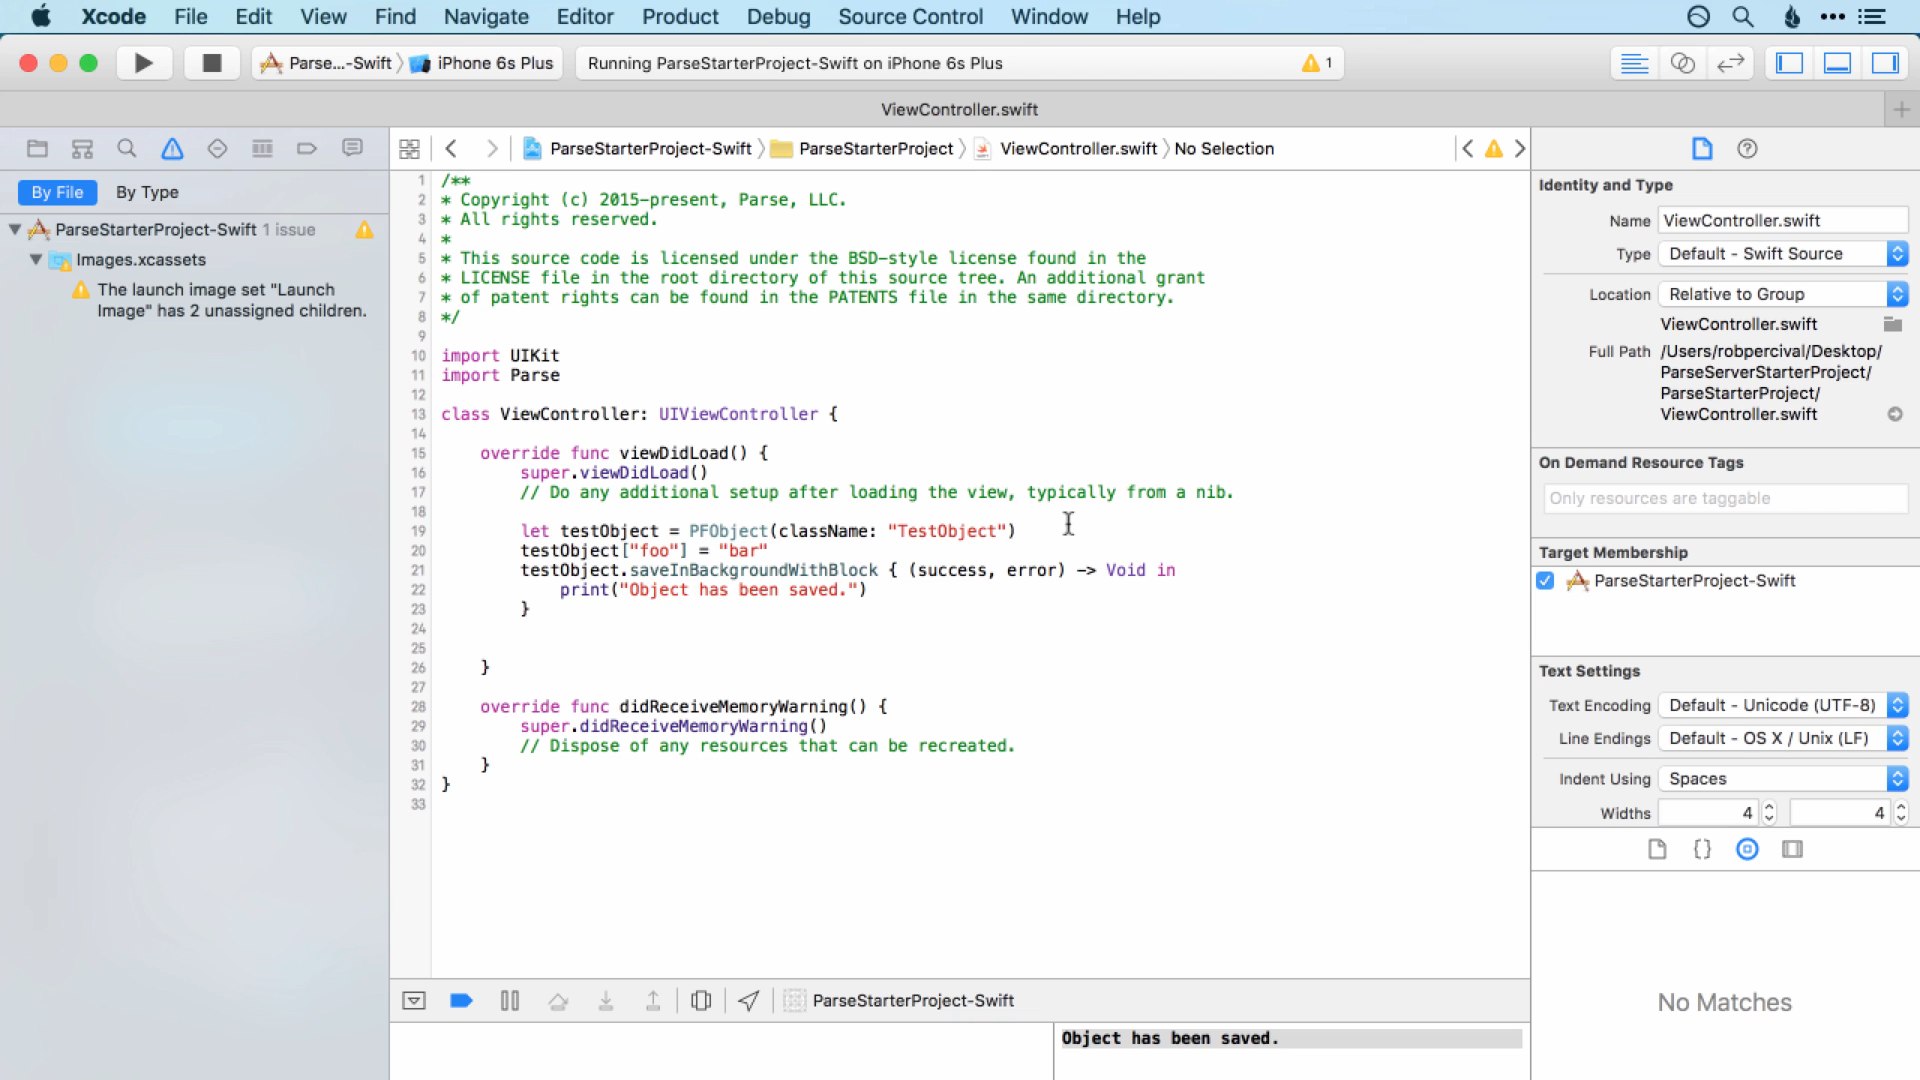 Xcode File Edit View Find Navigate Editor Product Debug Source Control Window Help
Parse...-Swift iPhone 6s Plus Running ParseStarterProject-Swift on iPhone 6s Plus 1
ViewController.swift
ParseStarterProject-Swift ParseStarterProject ViewController.swift No Selection
By File By Type
ParseStarterProject-Swift 1 issue
Images.xcassets
The launch image set "Launch
Image" has 2 unassigned children.
1 /**
2 * Copyright (c) 2015-present, Parse, LLC.
3 * All rights reserved.
4 *
5 * This source code is licensed under the BSD-style license found in the
6 * LICENSE file in the root directory of this source tree. An additional grant
7 * of patent rights can be found in the PATENTS file in the same directory.
8 */
9
10 import UIKit
11 import Parse
12
13 class ViewController: UIViewController {
14
15 override func viewDidLoad() {
16 super.viewDidLoad()
17 // Do any additional setup after loading the view, typically from a nib.
18
19 let testObject = PFObject(className: "TestObject")
20 testObject["foo"] = "bar"
21 testObject.saveInBackgroundWithBlock { (success, error) -> Void in
22 print("Object has been saved.")
23 }
24
25
26 }
27
28 override func didReceiveMemoryWarning() {
29 super.didReceiveMemoryWarning()
30 // Dispose of any resources that can be recreated.
31 }
32 }
33
ParseStarterProject-Swift
Object has been saved.
Identity and Type
Name ViewController.swift
Type Default - Swift Source
Location Relative to Group
ViewController.swift
Full Path /Users/robpercival/Desktop/
ParseServerStarterProject/
ParseStarterProject/
ViewController.swift
On Demand Resource Tags
Only resources are taggable
Target Membership
ParseStarterProject-Swift
Text Settings
Text Encoding Default - Unicode (UTF-8)
Line Endings Default - OS X / Unix (LF)
Indent Using Spaces
Widths 4 4
{}
No Matches